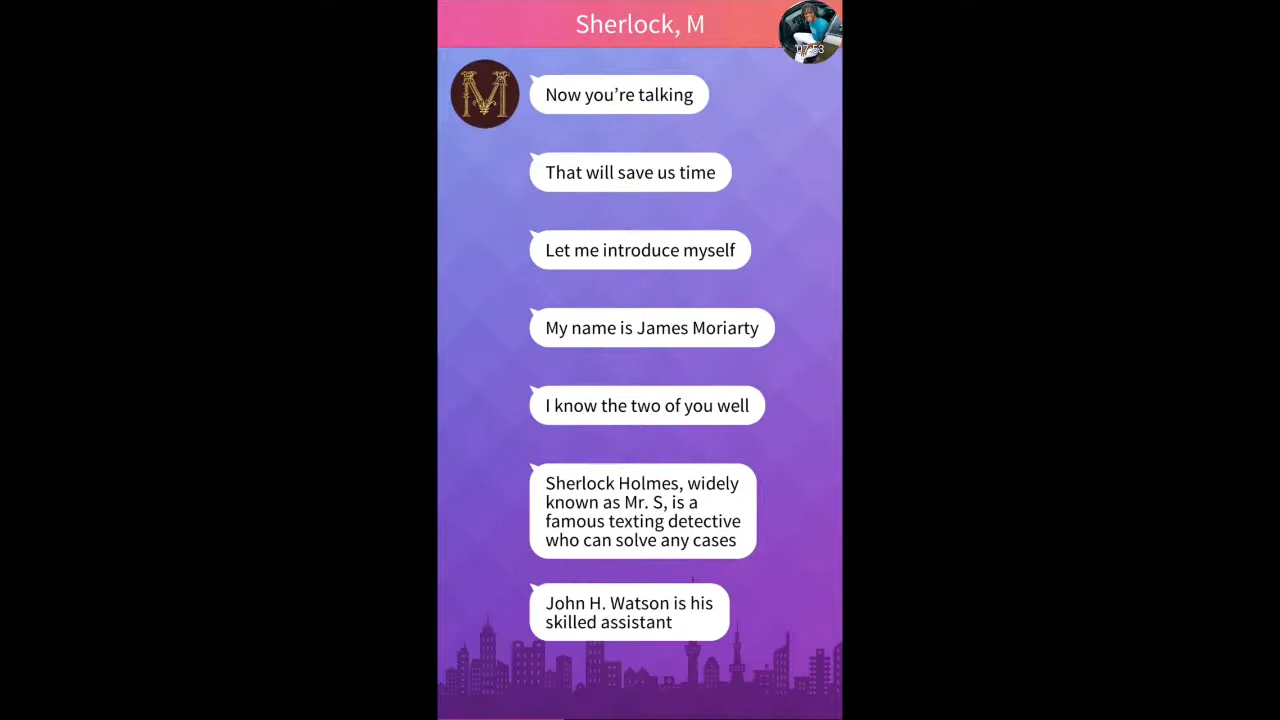 Sherlock, M
07:53
M
Now you’re talking
That will save us time
Let me introduce myself
My name is James Moriarty
I know the two of you well
Sherlock Holmes, widely
known as Mr. S, is a
famous texting detective
who can solve any cases
John H. Watson is his
skilled assistant